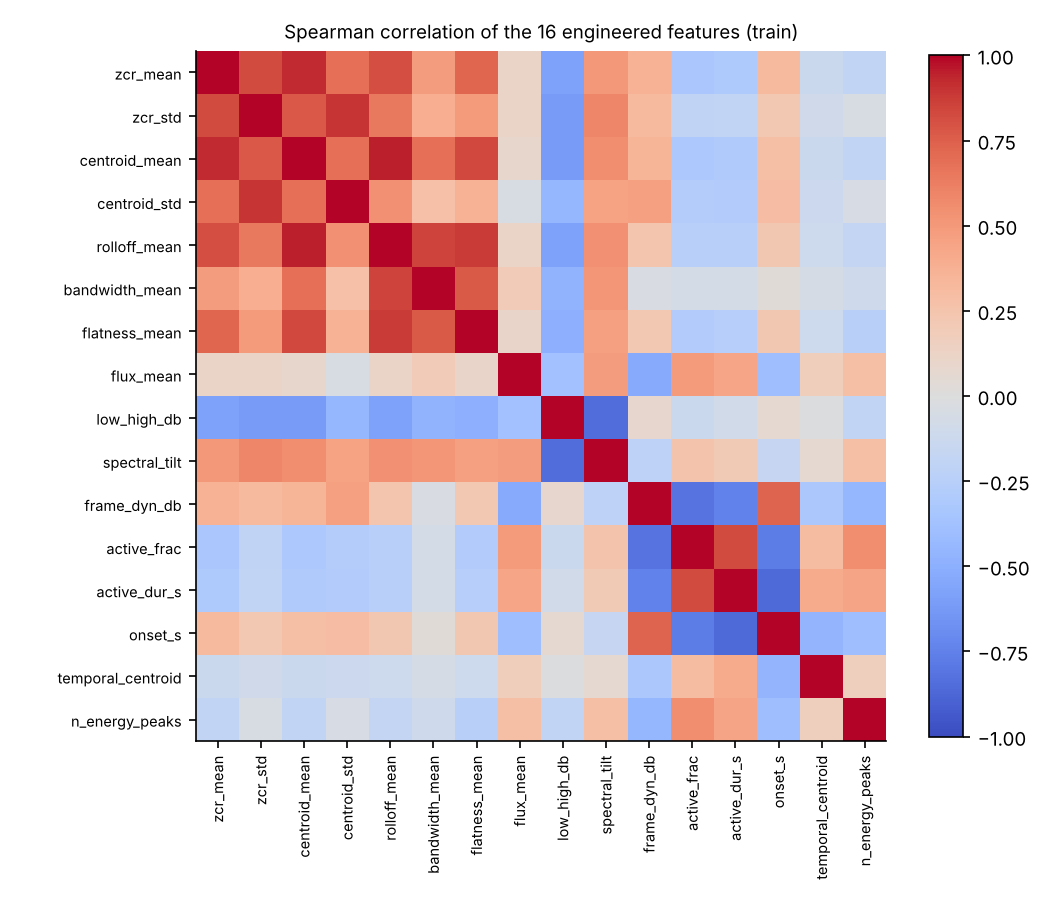 Spearman correlation of the 16 engineered features (train)
zcr_mean
zcr_std
centroid_mean
centroid_std
rolloff_mean
bandwidth_mean
flatness_mean
flux_mean
low_high_db
spectral_tilt
frame_dyn_db
active_frac
active_dur_s
onset_s
temporal_centroid
n_energy_peaks
zcr_mean
zcr_std
centroid_mean
centroid_std
rolloff_mean
bandwidth_mean
flatness_mean
flux_mean
low_high_db
spectral_tilt
frame_dyn_db
active_frac
active_dur_s
onset_s
temporal_centroid
n_energy_peaks
1.00
0.75
0.50
0.25
0.00
−0.25
−0.50
−0.75
−1.00